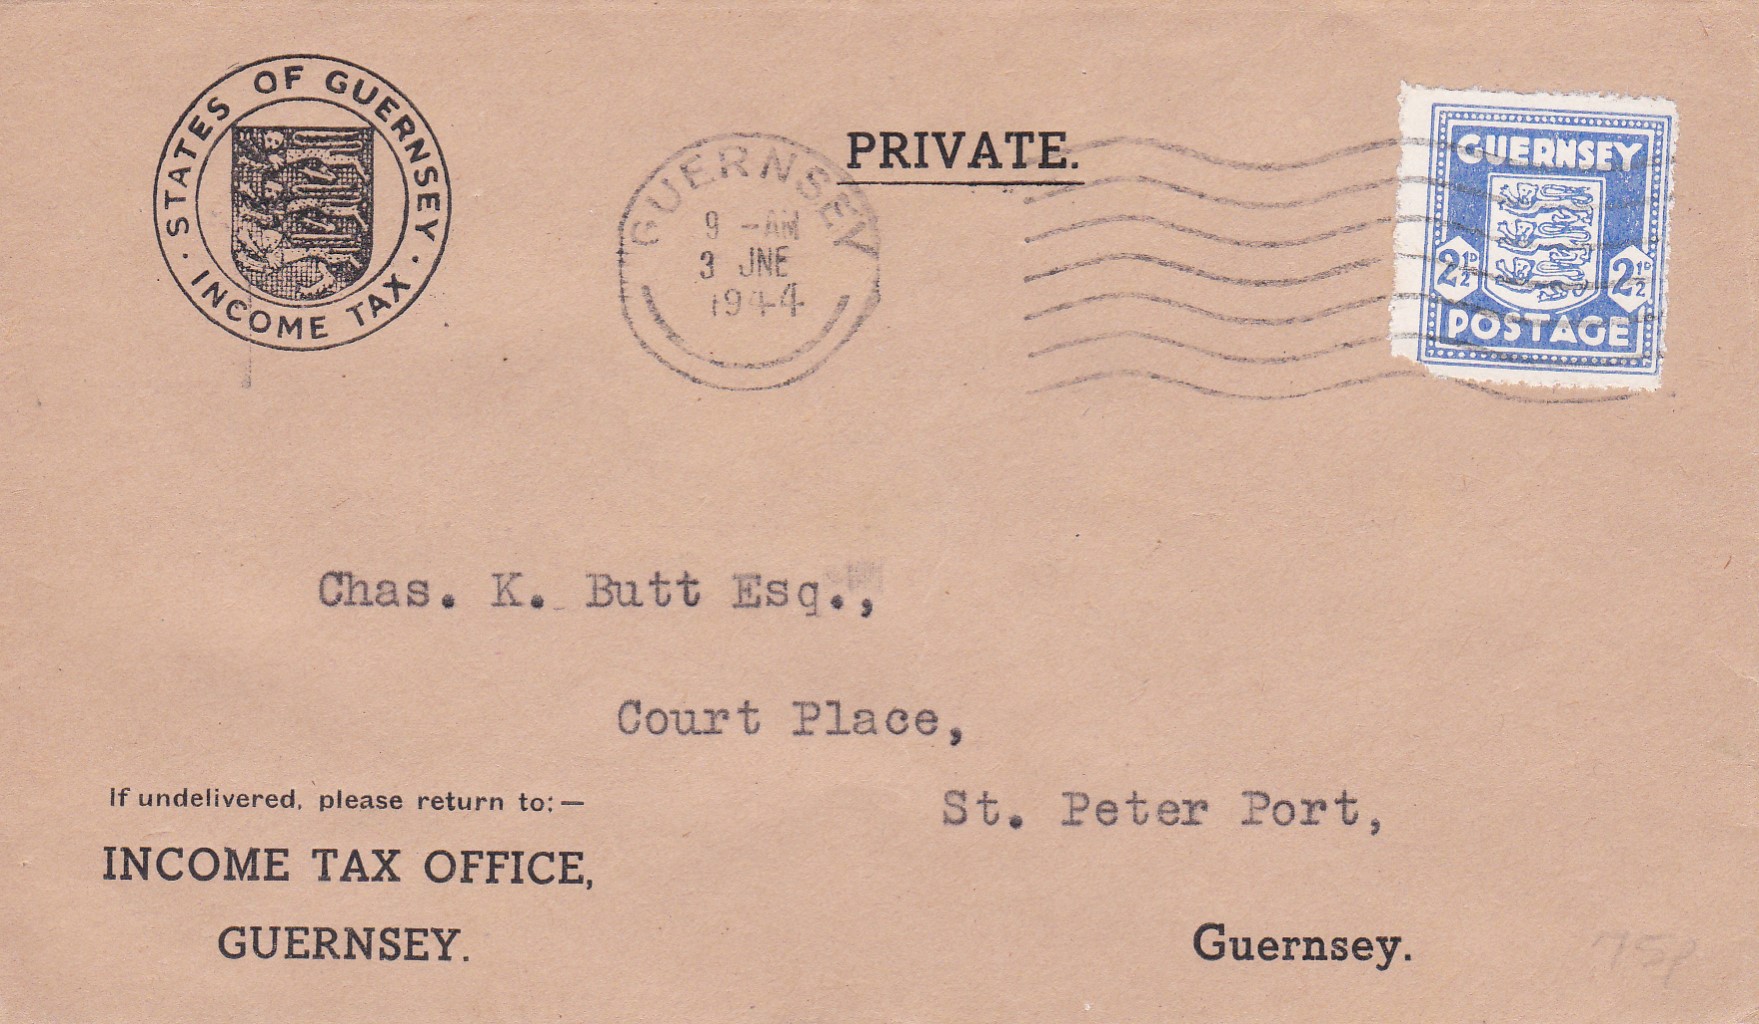 STATES OF GUERNSEY
· INCOME TAX ·
PRIVATE.
GUERNSEY
9 -AM
3 JNE
1944
GUERNSEY
2½ᴰ 2½ᴰ
POSTAGE
Chas. K. Butt Esq.,
Court Place,
St. Peter Port,
Guernsey.
If undelivered, please return to:—
INCOME TAX OFFICE,
GUERNSEY.
75p